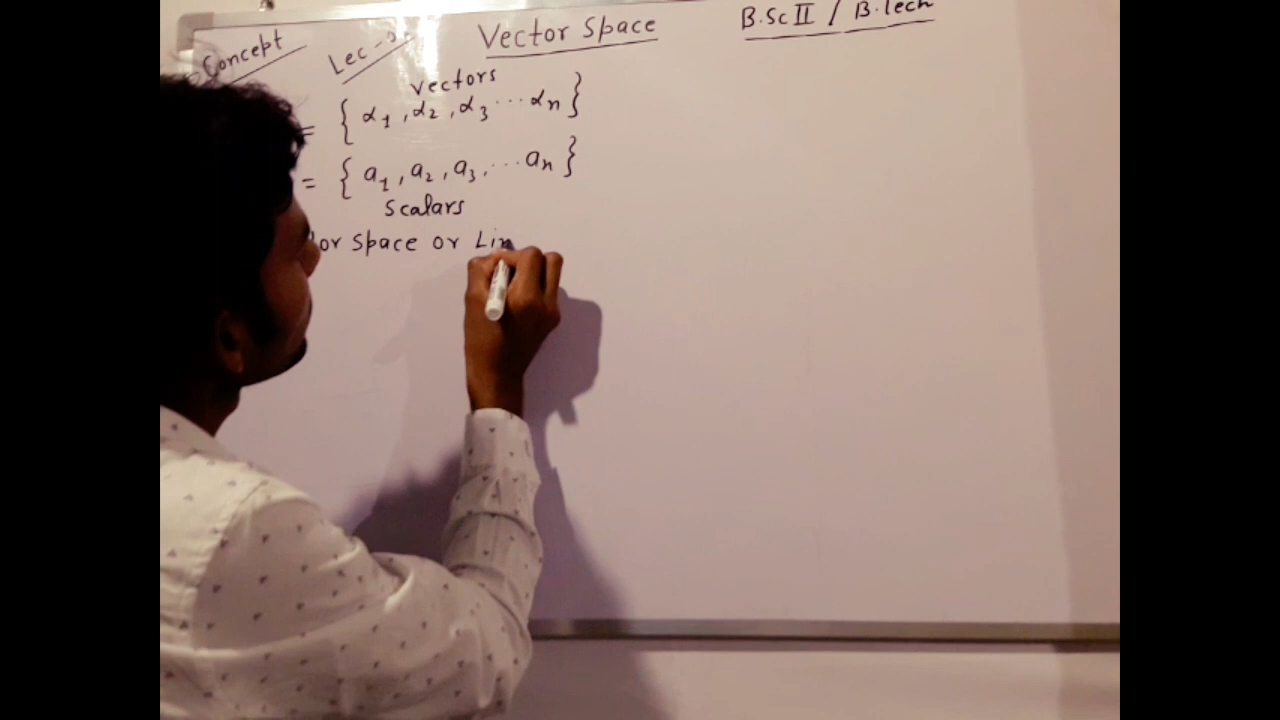 Concept Lec- Vector Space B.Sc II / B.Tech
vectors
= { α1 , α2 , α3 ... αn }
= { a1 , a2 , a3, ... an }
Scalars
or space or Lin